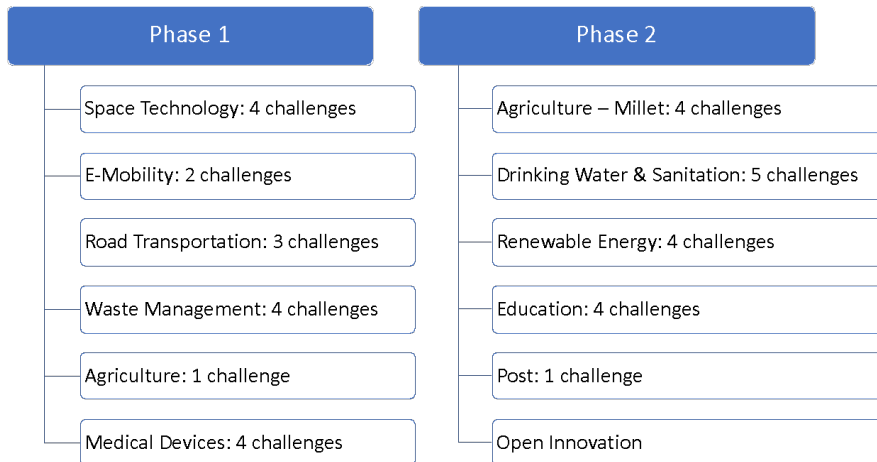 Phase 1
Space Technology: 4 challenges
E-Mobility: 2 challenges
Road Transportation: 3 challenges
Waste Management: 4 challenges
Agriculture: 1 challenge
Medical Devices: 4 challenges
Phase 2
Agriculture – Millet: 4 challenges
Drinking Water & Sanitation: 5 challenges
Renewable Energy: 4 challenges
Education: 4 challenges
Post: 1 challenge
Open Innovation